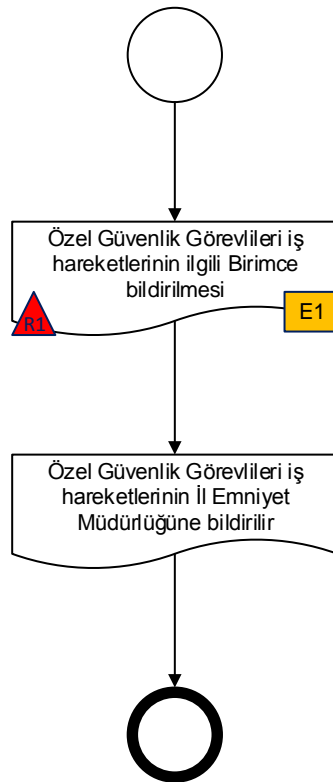 Özel Güvenlik Görevlileri iş
hareketlerinin ilgili Birimce
bildirilmesi
R1
E1
Özel Güvenlik Görevlileri iş
hareketlerinin İl Emniyet
Müdürlüğüne bildirilir